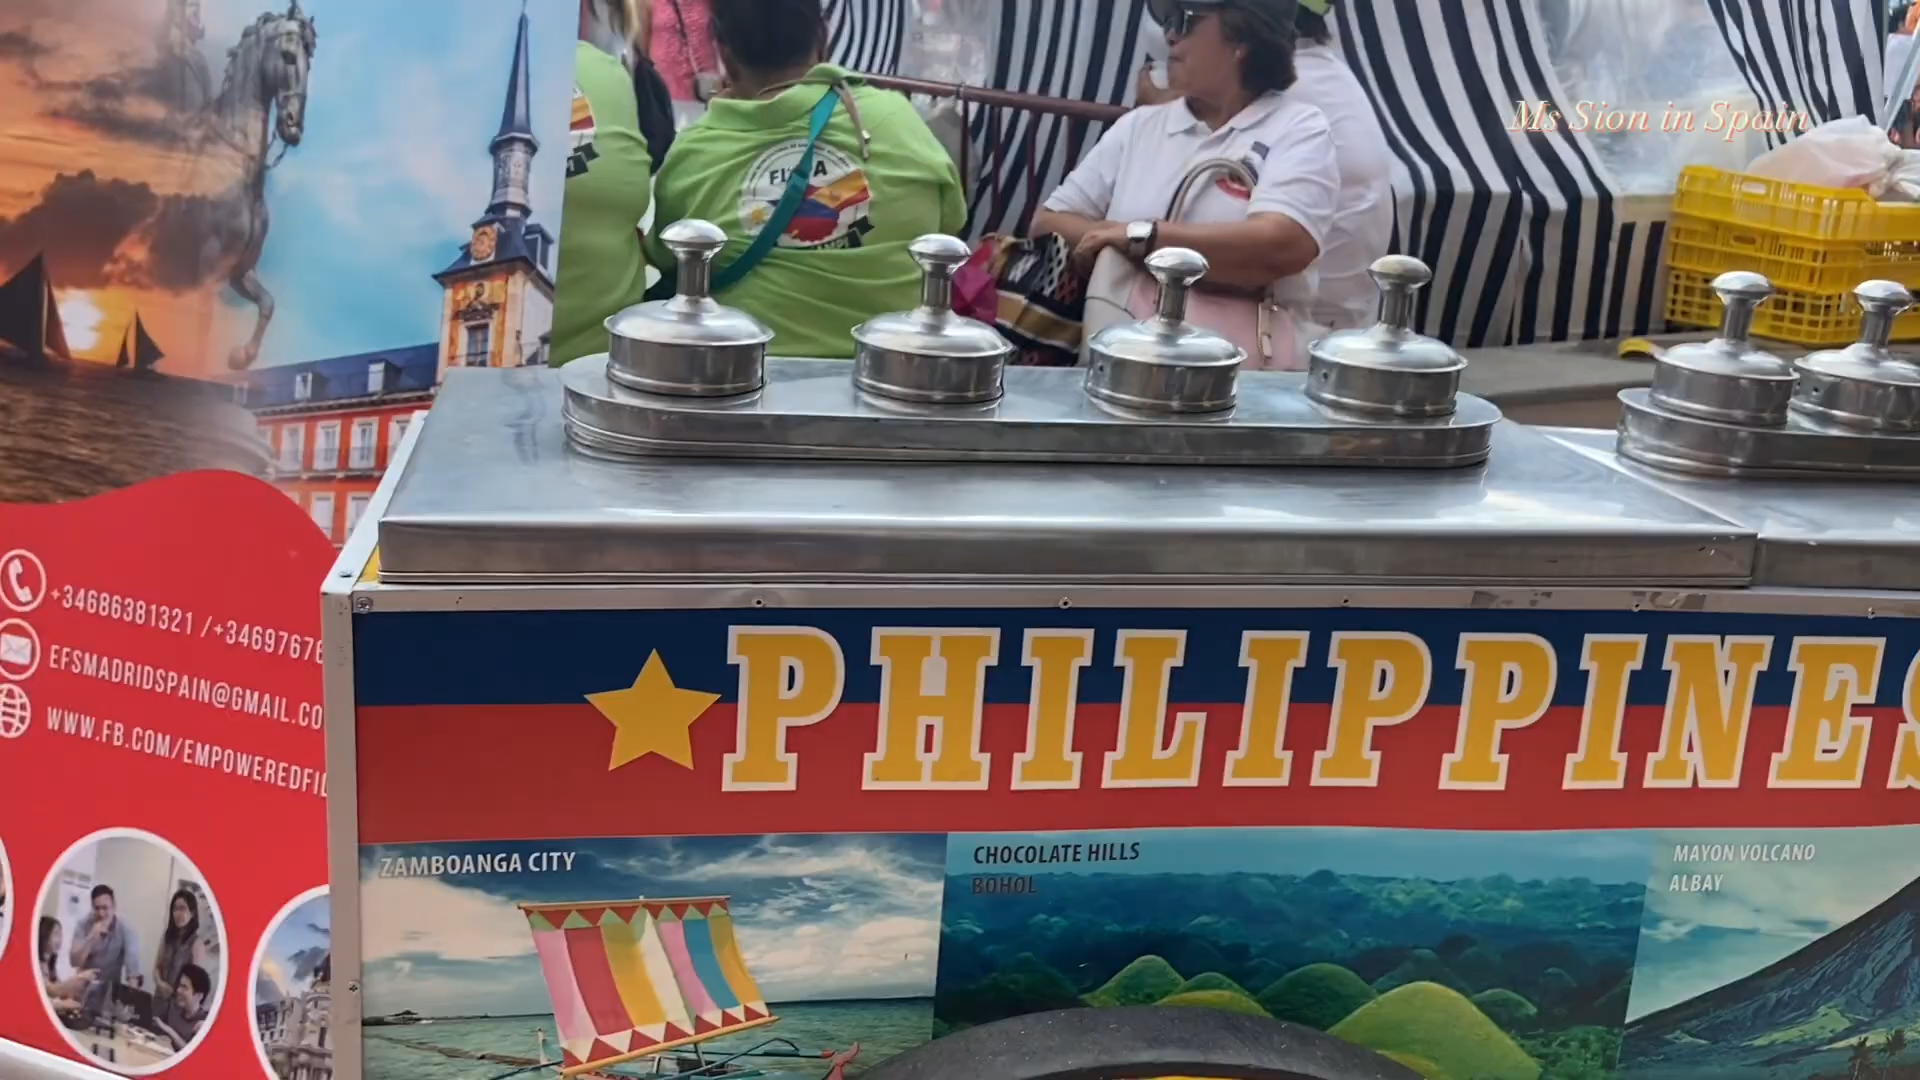 Ms Sion in Spain
+34686381321 / +3469767
EFSMADRIDSPAIN@GMAIL.CO
WWW.FB.COM/EMPOWEREDFIL
PHILIPPINES
ZAMBOANGA CITY
CHOCOLATE HILLS
BOHOL
MAYON VOLCANO
ALBAY